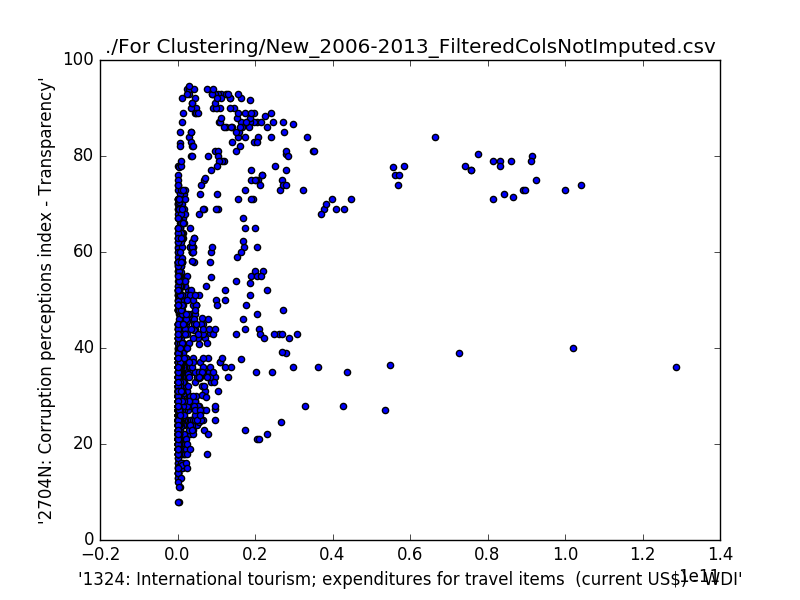 ./For Clustering/New_2006-2013_FilteredColsNotImputed.csv
'2704N: Corruption perceptions index - Transparency'
100
80
60
40
20
0
−0.2 0.0 0.2 0.4 0.6 0.8 1.0 1.2 1.4
1e11
'1324: International tourism; expenditures for travel items (current US$) - WDI'